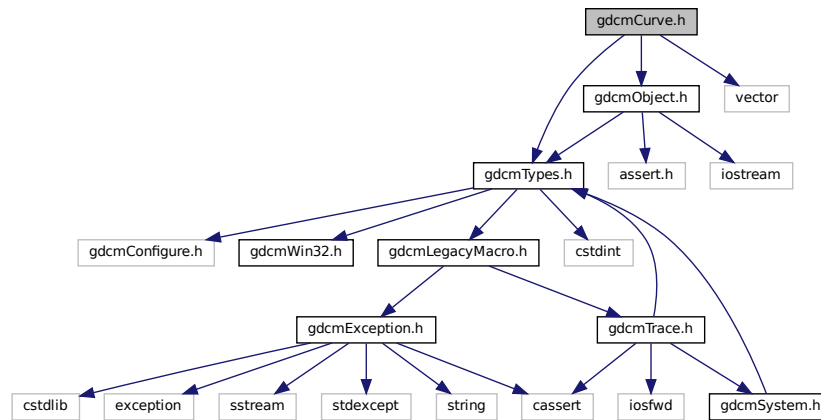 gdcmCurve.h
gdcmObject.h
vector
gdcmTypes.h
assert.h
iostream
gdcmConfigure.h
gdcmWin32.h
gdcmLegacyMacro.h
cstdint
gdcmException.h
gdcmTrace.h
cstdlib
exception
sstream
stdexcept
string
cassert
iosfwd
gdcmSystem.h